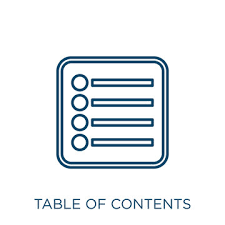 TABLE OF CONTENTS